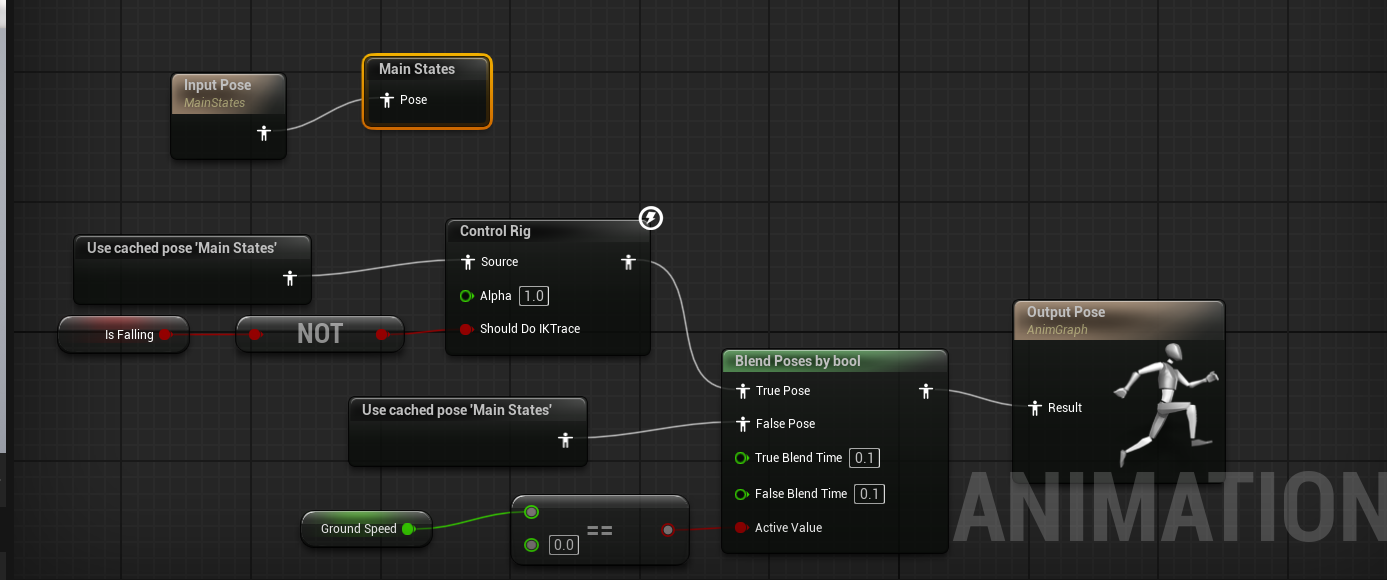 Main States
Input Pose
MainStates
Pose
Control Rig
Use cached pose 'Main States'
Source
Alpha 1.0
Is Falling
NOT
Should Do IKTrace
Output Pose
AnimGraph
Blend Poses by bool
True Pose
Result
Use cached pose 'Main States'
False Pose
True Blend Time 0.1
False Blend Time 0.1
Ground Speed
==
Active Value
0.0
ANIMATION